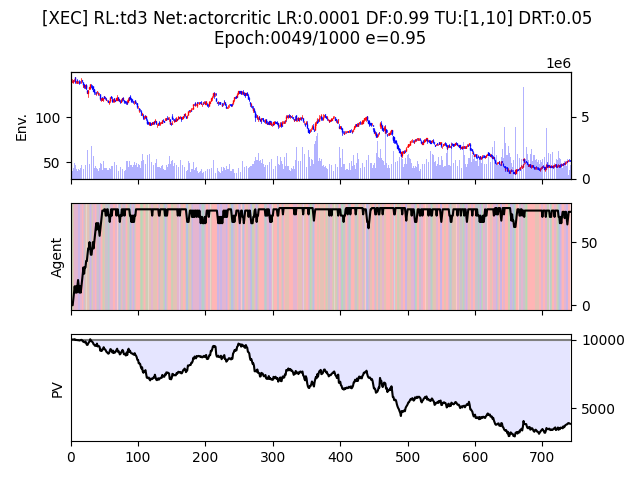 [XEC] RL:td3 Net:actorcritic LR:0.0001 DF:0.99 TU:[1,10] DRT:0.05
Epoch:0049/1000 e=0.95
1e6
Env.
100
50
5
0
Agent
50
0
PV
10000
5000
0 100 200 300 400 500 600 700